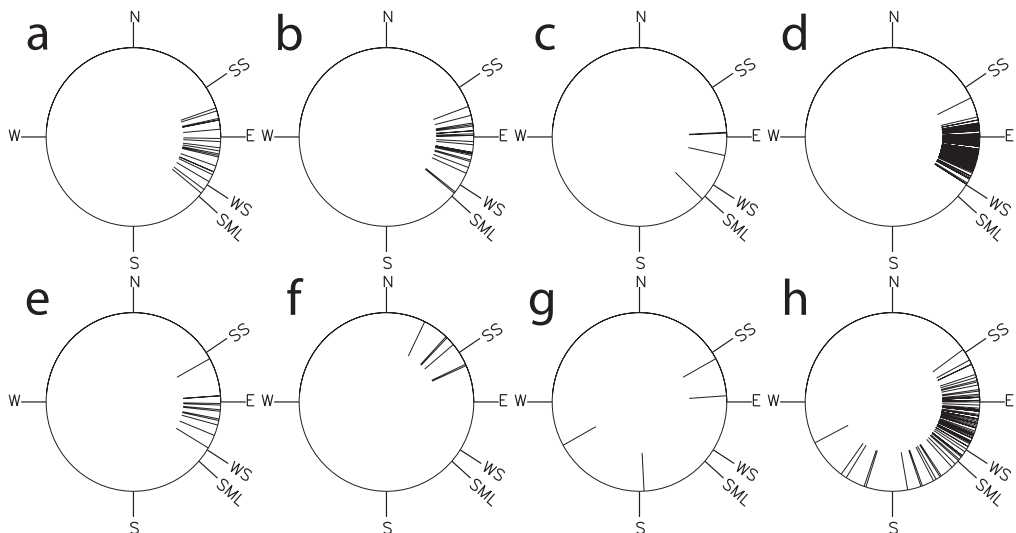 a N SS W E WS SML S
b N SS W E WS SML S
c N SS W E WS SML S
d N SS W E WS SML S
e N SS W E WS SML S
f N SS W E WS SML S
g N SS W E WS SML S
h N SS W E WS SML S